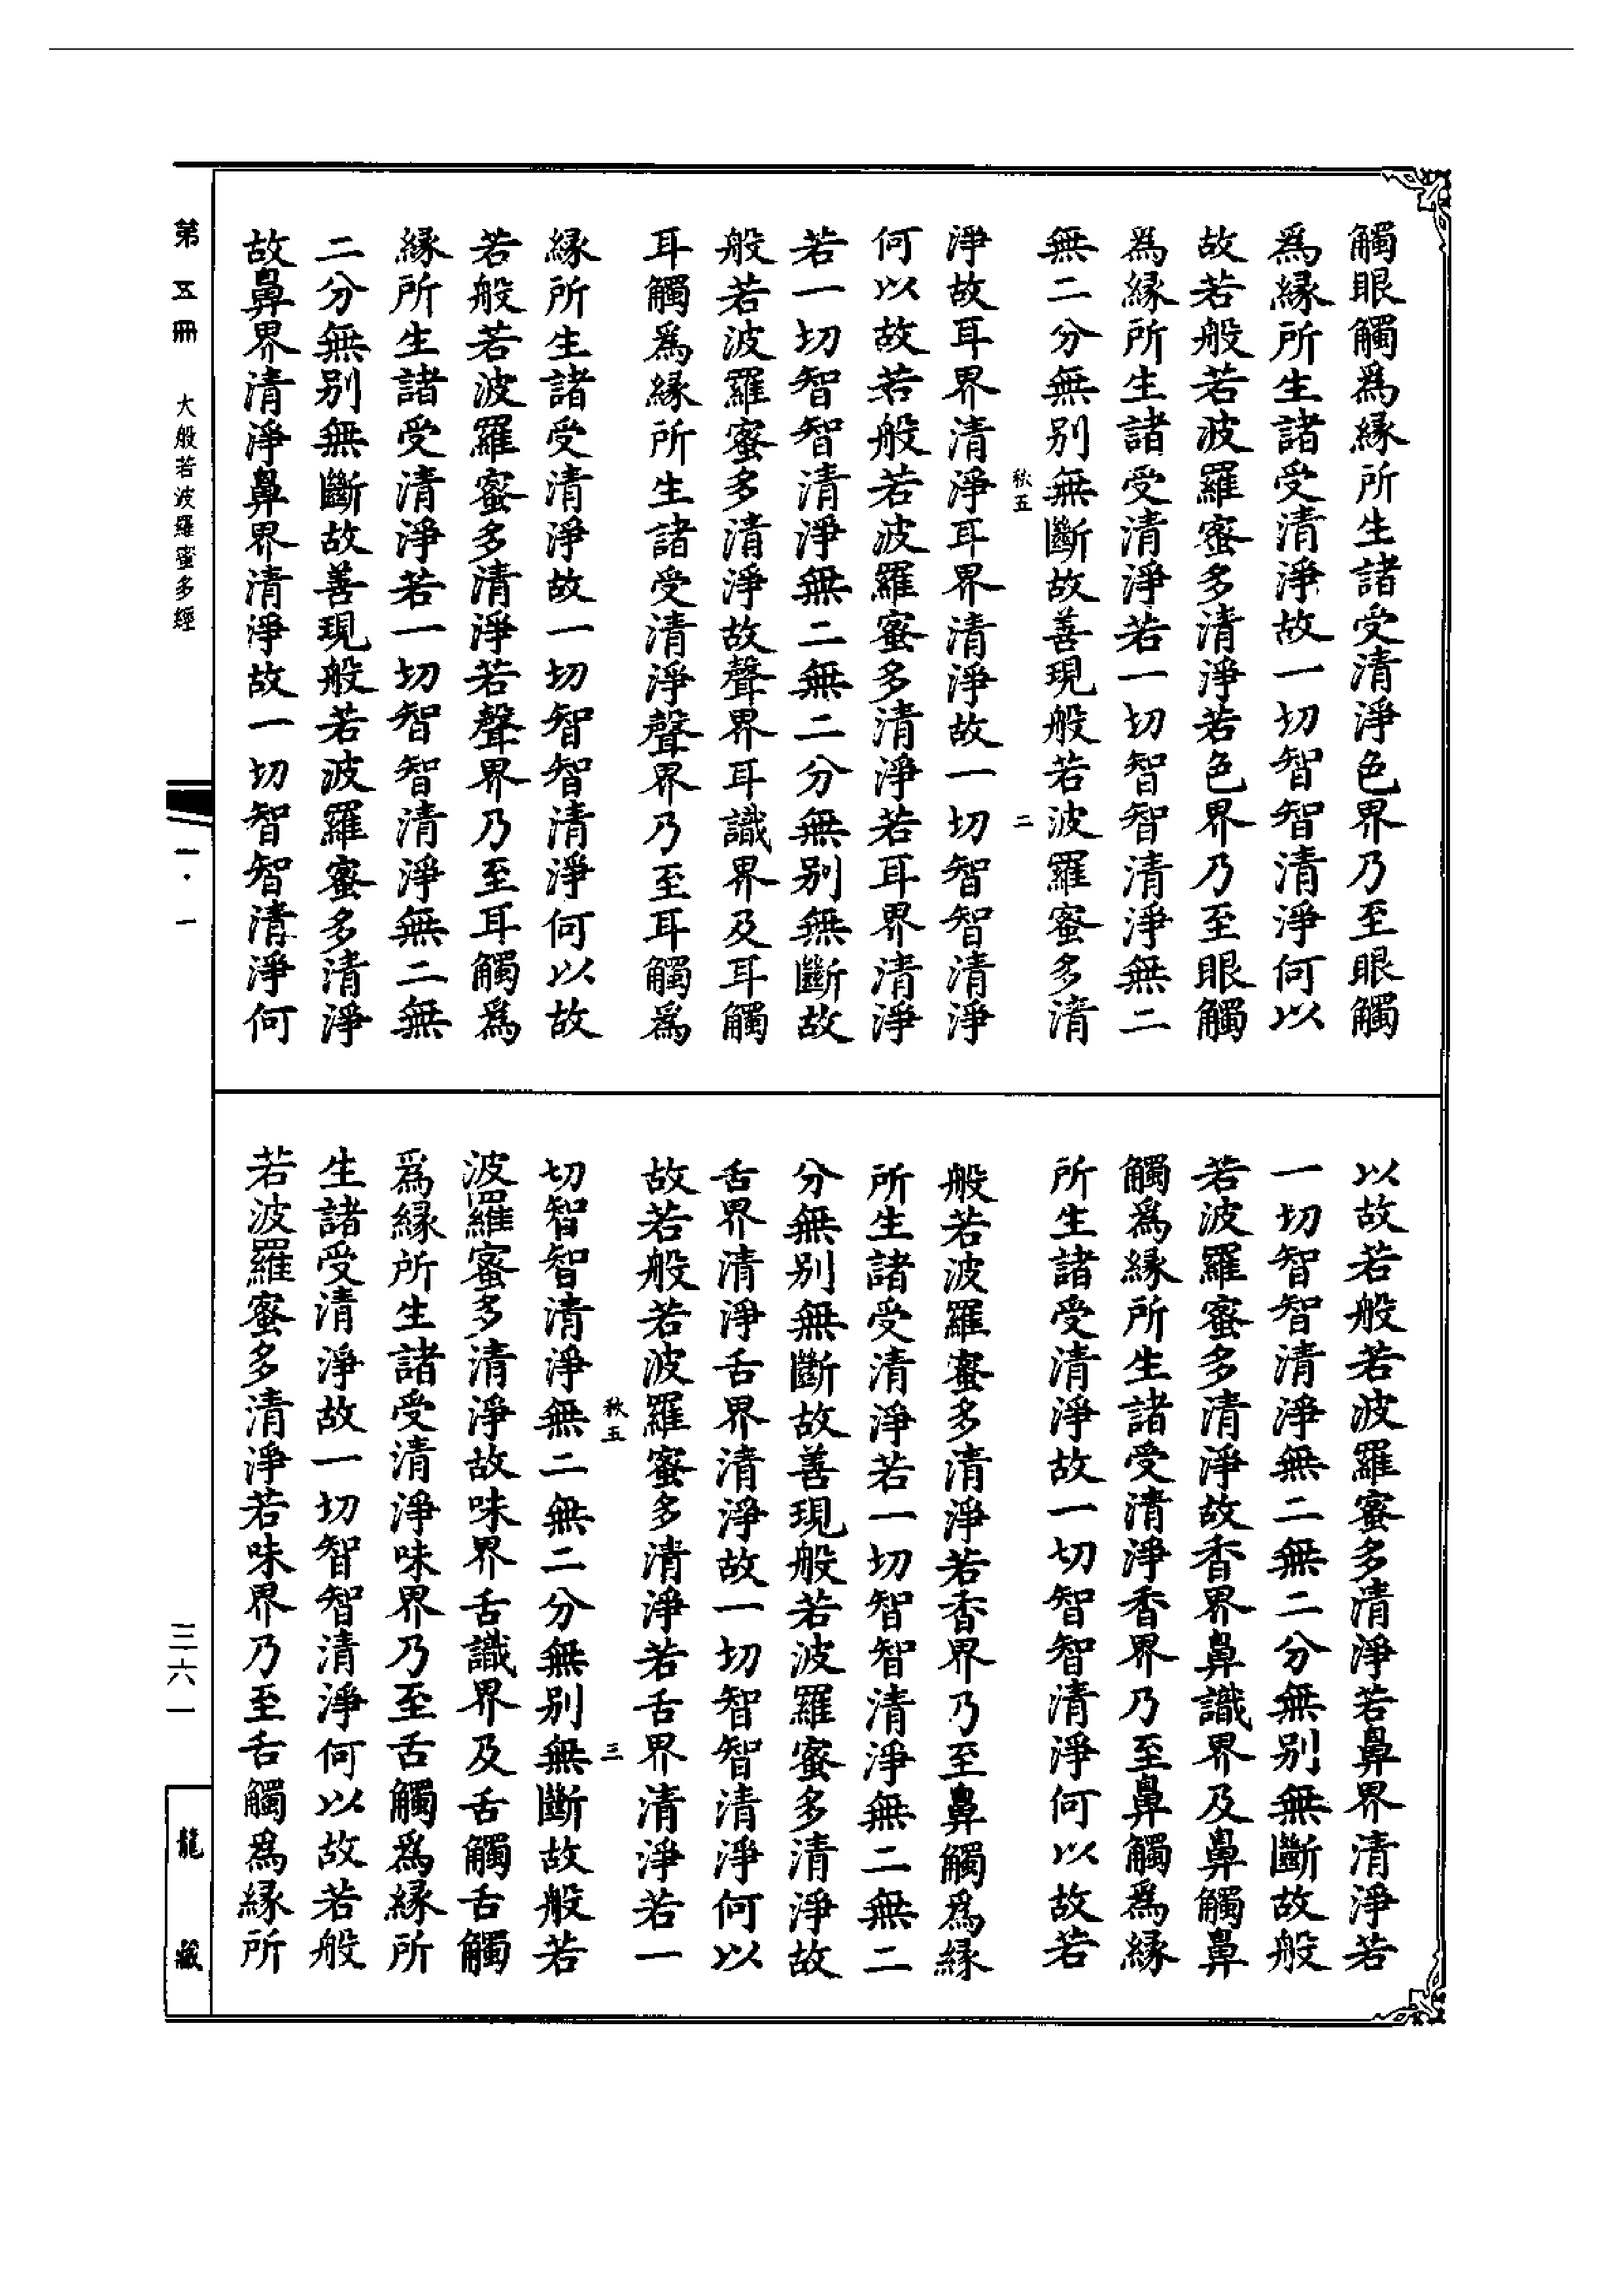 觸眼觸爲緣所生諸受清淨色界乃至眼觸
爲緣所生諸受清淨故一切智智清淨何以
故若般若波羅蜜多清淨若色界乃至眼觸
爲緣所生諸受清淨若一切智智清淨無二
無二分無别無斷故善現般若波羅蜜多清
秋五 二
淨故耳界清淨耳界清淨故一切智智清淨
何以故若般若波羅蜜多清淨若耳界清淨
若一切智智清淨無二無二分無别無斷故
般若波羅蜜多清淨故聲界耳識界及耳觸
耳觸爲緣所生諸受清淨聲界乃至耳觸爲
緣所生諸受清淨故一切智智清淨何以故
若般若波羅蜜多清淨若聲界乃至耳觸爲
緣所生諸受清淨若一切智智清淨無二無
二分無别無斷故善現般若波羅蜜多清淨
故鼻界清淨鼻界清淨故一切智智清淨何
以故若般若波羅蜜多清淨若鼻界清淨若
一切智智清淨無二無二分無别無斷故般
若波羅蜜多清淨故香界鼻識界及鼻觸鼻
觸爲緣所生諸受清淨香界乃至鼻觸爲緣
所生諸受清淨故一切智智清淨何以故若
般若波羅蜜多清淨若香界乃至鼻觸爲緣
所生諸受清淨若一切智智清淨無二無二
分無别無斷故善現般若波羅蜜多清淨故
舌界清淨舌界清淨故一切智智清淨何以
故若般若波羅蜜多清淨若舌界清淨若一
秋五 三
切智智清淨無二無二分無别無斷故般若
波羅蜜多清淨故味界舌識界及舌觸舌觸
爲緣所生諸受清淨味界乃至舌觸爲緣所
生諸受清淨故一切智智清淨何以故若般
若波羅蜜多清淨若味界乃至舌觸爲緣所
第五冊 大般若波羅蜜多經 一·一
三六一
龍藏